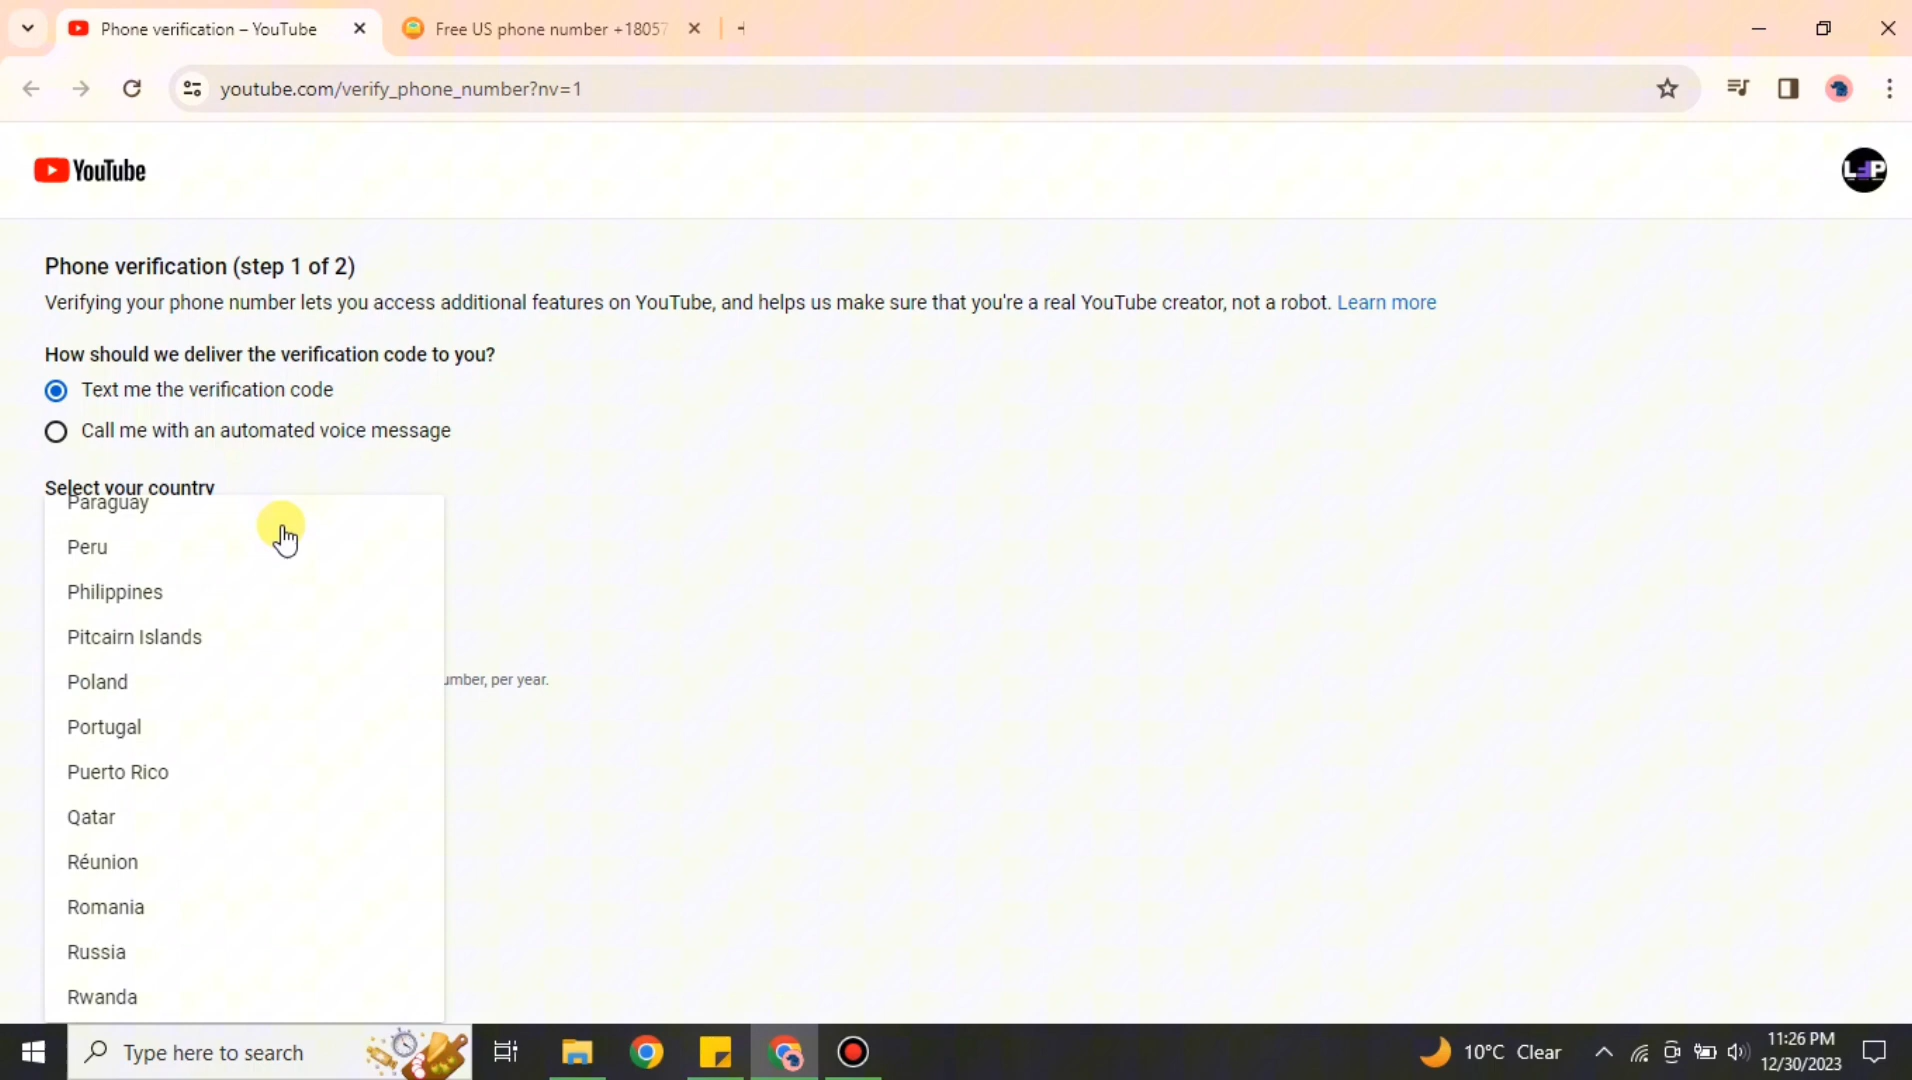 Phone verification – YouTube
Free US phone number +18057
youtube.com/verify_phone_number?nv=1
YouTube
LFP
Phone verification (step 1 of 2)
Verifying your phone number lets you access additional features on YouTube, and helps us make sure that you're a real YouTube creator, not a robot. Learn more
How should we deliver the verification code to you?
Text me the verification code
Call me with an automated voice message
Select your country
Paraguay
Peru
Philippines
Pitcairn Islands
Poland
umber, per year.
Portugal
Puerto Rico
Qatar
Réunion
Romania
Russia
Rwanda
Type here to search
10°C Clear
11:26 PM
12/30/2023